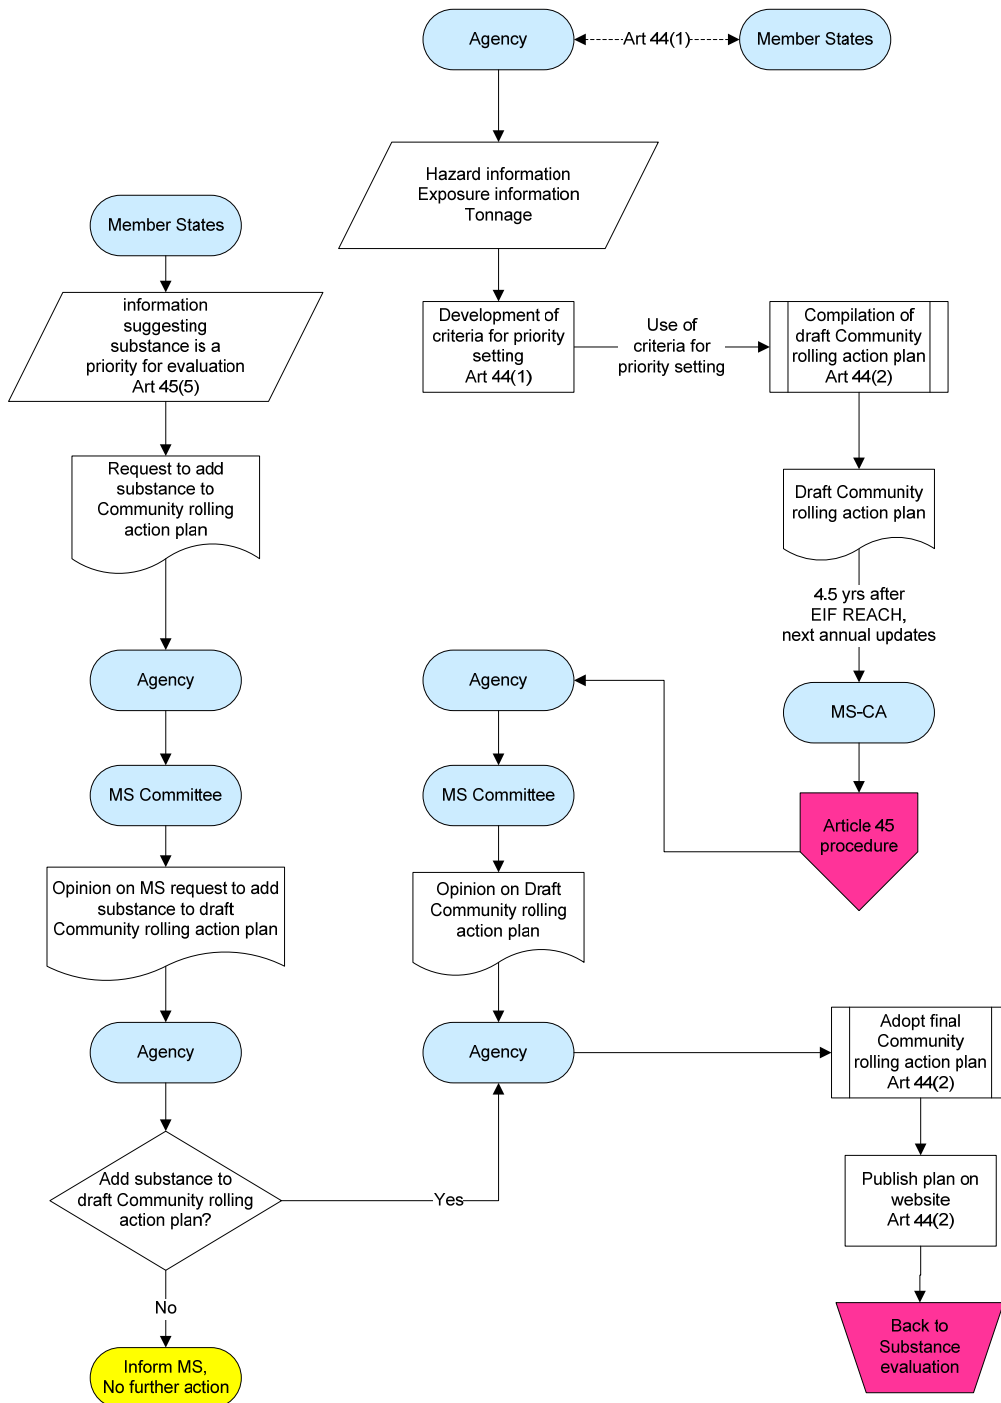 Agency
Art 44(1)
Member States
Hazard information
Exposure information
Tonnage
Member States
information
suggesting
substance is a
priority for evaluation
Art 45(5)
Development of
criteria for priority
setting
Art 44(1)
Use of
criteria for
priority setting
Compilation of
draft Community
rolling action plan
Art 44(2)
Request to add
substance to
Community rolling
action plan
Draft Community
rolling action plan
4.5 yrs after
EIF REACH,
next annual updates
Agency
Agency
MS-CA
MS Committee
MS Committee
Article 45
procedure
Opinion on MS request to add
substance to draft
Community rolling action plan
Opinion on Draft
Community rolling
action plan
Agency
Agency
Adopt final
Community
rolling action plan
Art 44(2)
Add substance to
draft Community rolling
action plan?
Yes
Publish plan on
website
Art 44(2)
No
Inform MS,
No further action
Back to
Substance
evaluation